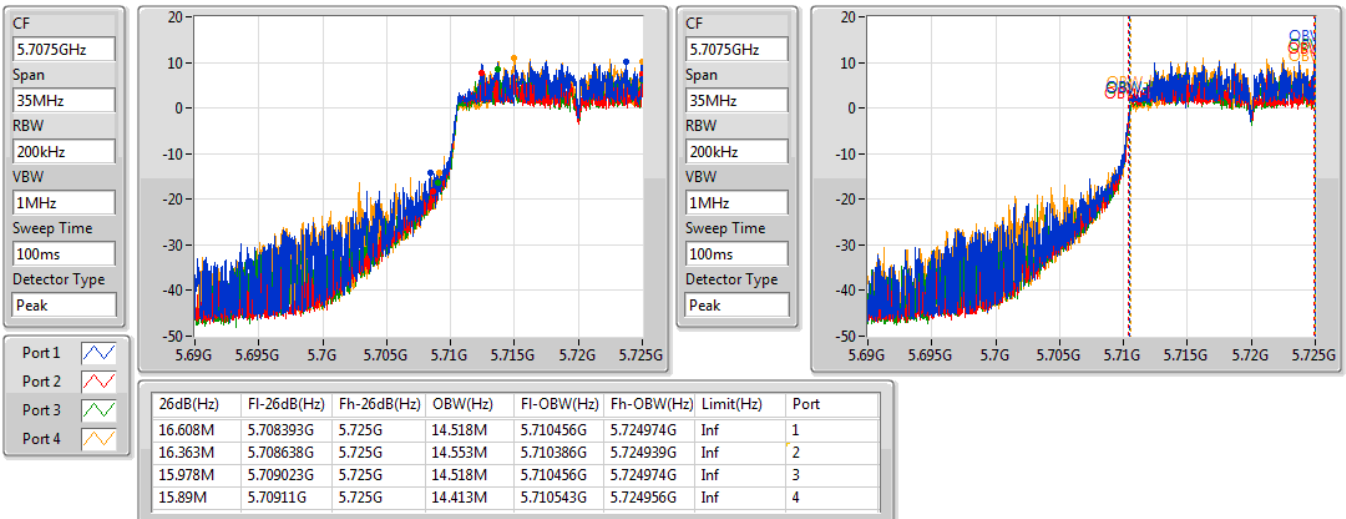 CF
5.7075GHz
Span
35MHz
RBW
200kHz
VBW
1MHz
Sweep Time
100ms
Detector Type
Peak
20
10
0
-10
-20
-30
-40
-50
5.69G 5.695G 5.7G 5.705G 5.71G 5.715G 5.72G 5.725G
CF
5.7075GHz
Span
35MHz
RBW
200kHz
VBW
1MHz
Sweep Time
100ms
Detector Type
Peak
20
10
0
-10
-20
-30
-40
-50
5.69G 5.695G 5.7G 5.705G 5.71G 5.715G 5.72G 5.725G
Port 1
Port 2
Port 3
Port 4
26dB(Hz) Fl-26dB(Hz) Fh-26dB(Hz) OBW(Hz) Fl-OBW(Hz) Fh-OBW(Hz) Limit(Hz) Port
16.608M 5.708393G 5.725G 14.518M 5.710456G 5.724974G Inf 1
16.363M 5.708638G 5.725G 14.553M 5.710386G 5.724939G Inf 2
15.978M 5.709023G 5.725G 14.518M 5.710456G 5.724974G Inf 3
15.89M 5.70911G 5.725G 14.413M 5.710543G 5.724956G Inf 4